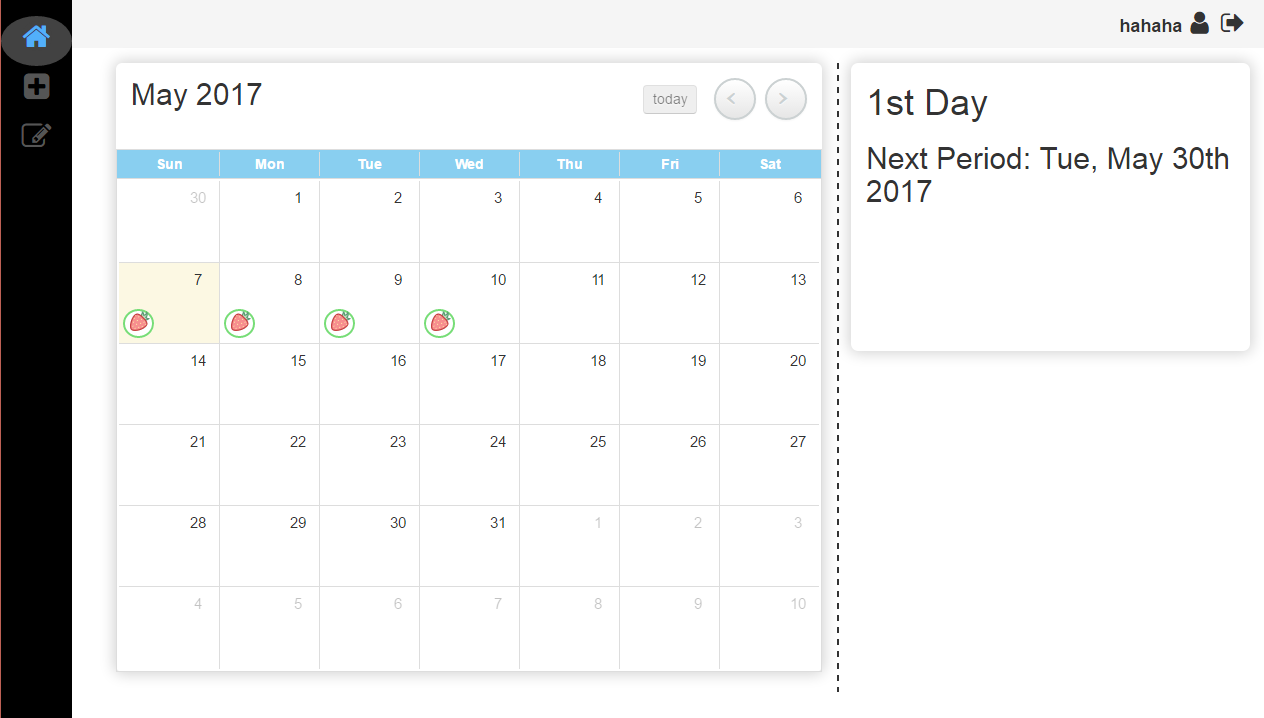 hahaha
May 2017
today
Sun Mon Tue Wed Thu Fri Sat
30 1 2 3 4 5 6
7 8 9 10 11 12 13
14 15 16 17 18 19 20
21 22 23 24 25 26 27
28 29 30 31 1 2 3
4 5 6 7 8 9 10
1st Day
Next Period: Tue, May 30th
2017